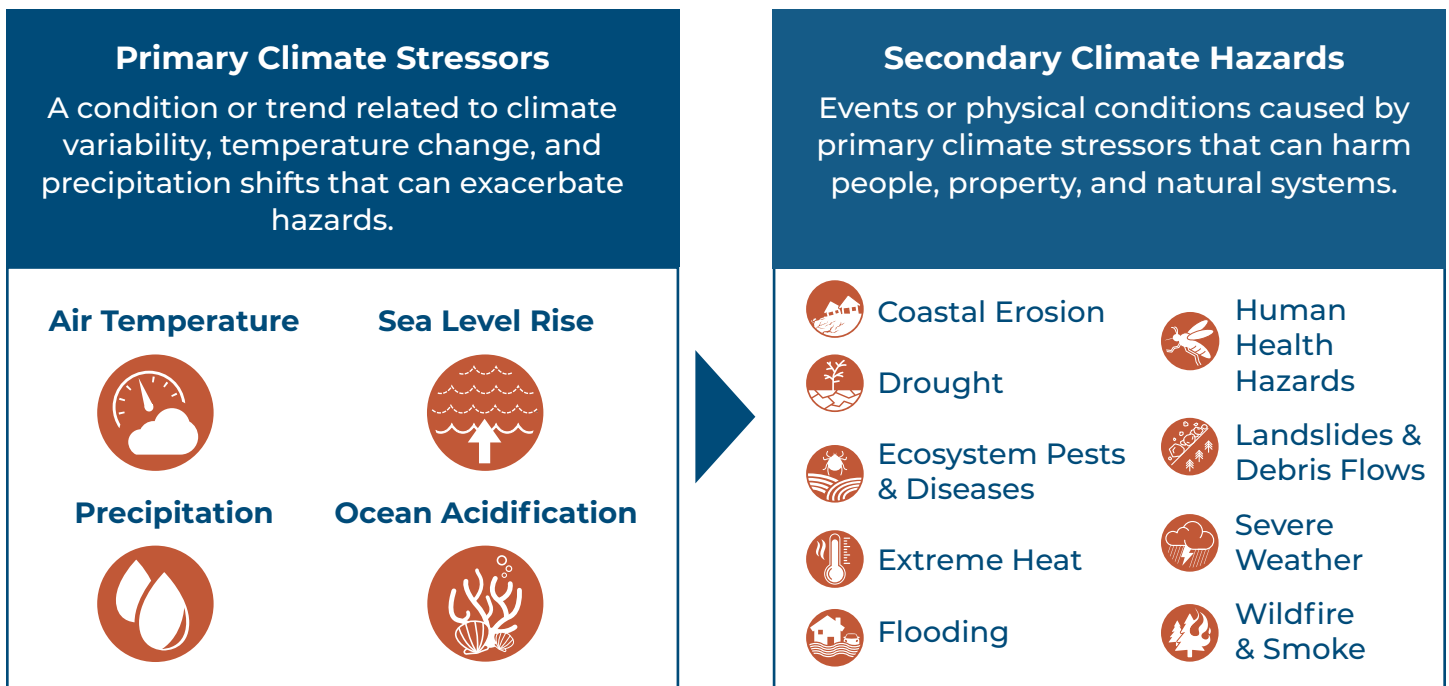 Primary Climate Stressors
A condition or trend related to climate
variability, temperature change, and
precipitation shifts that can exacerbate
hazards.
Air Temperature
Sea Level Rise
Precipitation
Ocean Acidification
Secondary Climate Hazards
Events or physical conditions caused by
primary climate stressors that can harm
people, property, and natural systems.
Coastal Erosion
Drought
Ecosystem Pests
& Diseases
Extreme Heat
Flooding
Human
Health
Hazards
Landslides &
Debris Flows
Severe
Weather
Wildfire
& Smoke